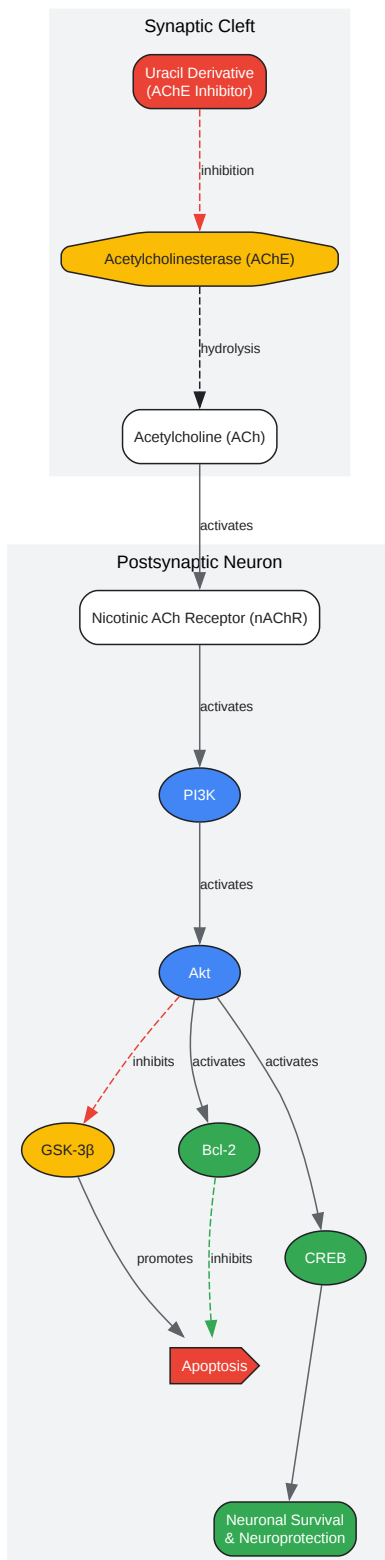 Synaptic Cleft
Uracil Derivative
(AChE Inhibitor)
inhibition
Acetylcholinesterase (AChE)
hydrolysis
Acetylcholine (ACh)
activates
Postsynaptic Neuron
Nicotinic ACh Receptor (nAChR)
activates
PI3K
activates
Akt
inhibits
activates
activates
GSK-3β
Bcl-2
CREB
promotes
inhibits
Apoptosis
Neuronal Survival
& Neuroprotection